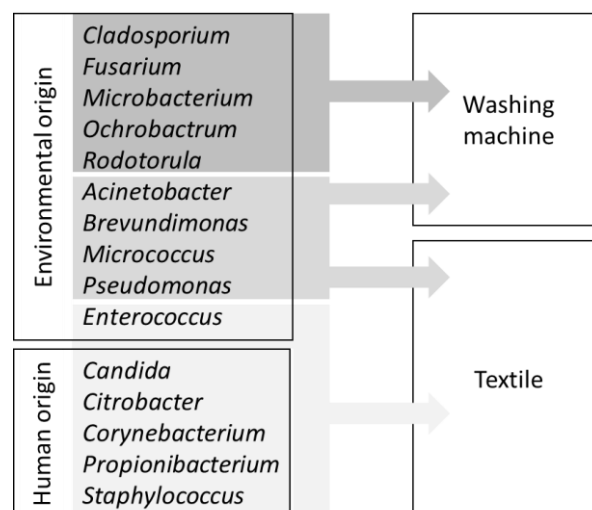 Environmental origin
Cladosporium
Fusarium
Microbacterium
Ochrobactrum
Rodotorula
Acinetobacter
Brevundimonas
Micrococcus
Pseudomonas
Enterococcus
Human origin
Candida
Citrobacter
Corynebacterium
Propionibacterium
Staphylococcus
Washing
machine
Textile